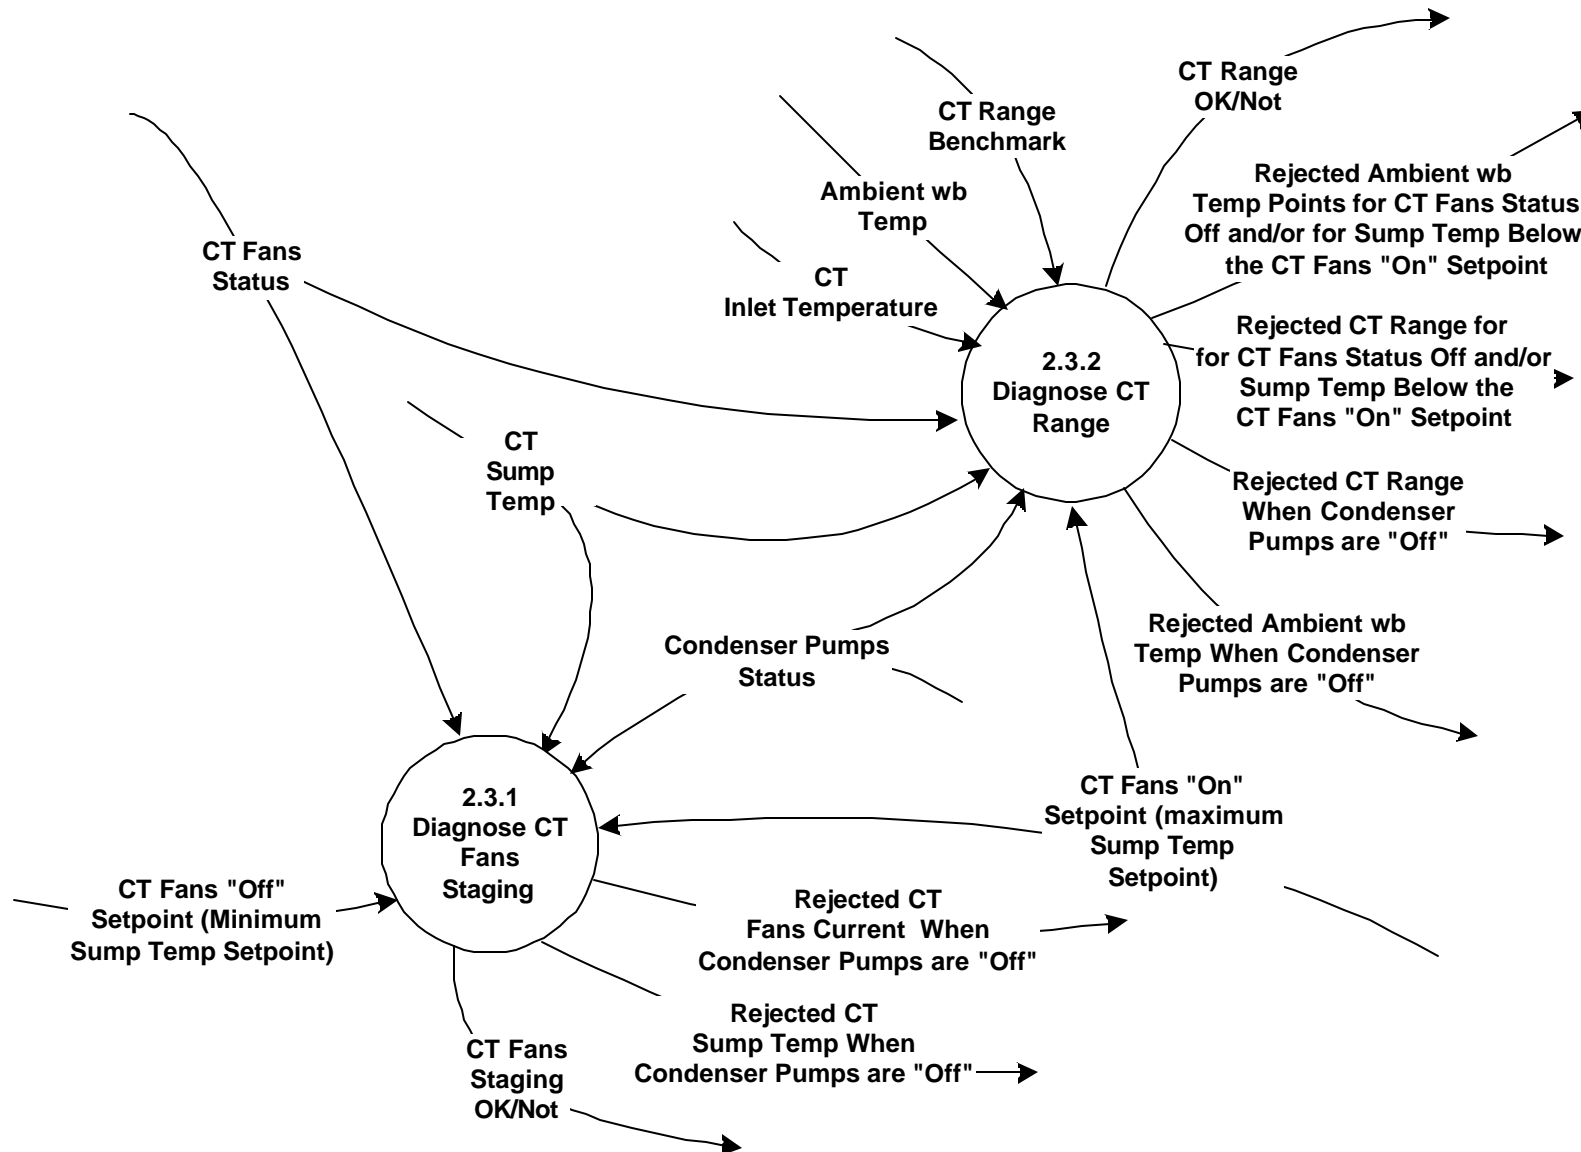 CT Range
OK/Not
CT Range
Benchmark
Ambient wb
Temp
Rejected Ambient wb
Temp Points for CT Fans Status
Off and/or for Sump Temp Below
the CT Fans "On" Setpoint
CT Fans
Status
CT
Inlet Temperature
Rejected CT Range for
for CT Fans Status Off and/or
Sump Temp Below the
CT Fans "On" Setpoint
2.3.2
Diagnose CT
Range
CT
Sump
Temp
Rejected CT Range
When Condenser
Pumps are "Off"
Condenser Pumps
Status
Rejected Ambient wb
Temp When Condenser
Pumps are "Off"
2.3.1
Diagnose CT
Fans
Staging
CT Fans "On"
Setpoint (maximum
Sump Temp
Setpoint)
CT Fans "Off"
Setpoint (Minimum
Sump Temp Setpoint)
Rejected CT
Fans Current When
Condenser Pumps are "Off"
Rejected CT
Sump Temp When
Condenser Pumps are "Off"
CT Fans
Staging
OK/Not